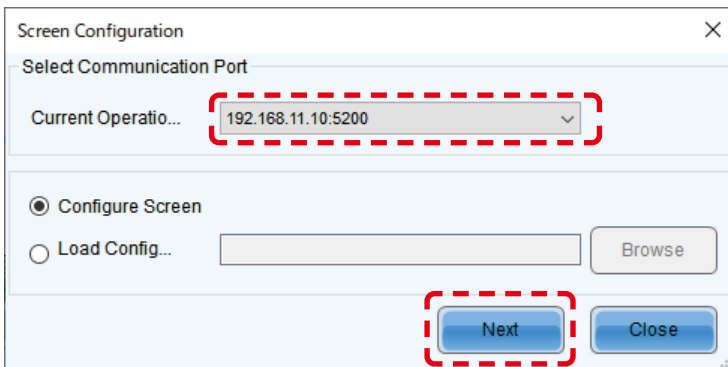 Screen Configuration
Select Communication Port
Current Operatio... 192.168.11.10:5200
Configure Screen
Load Config... Browse
Next Close